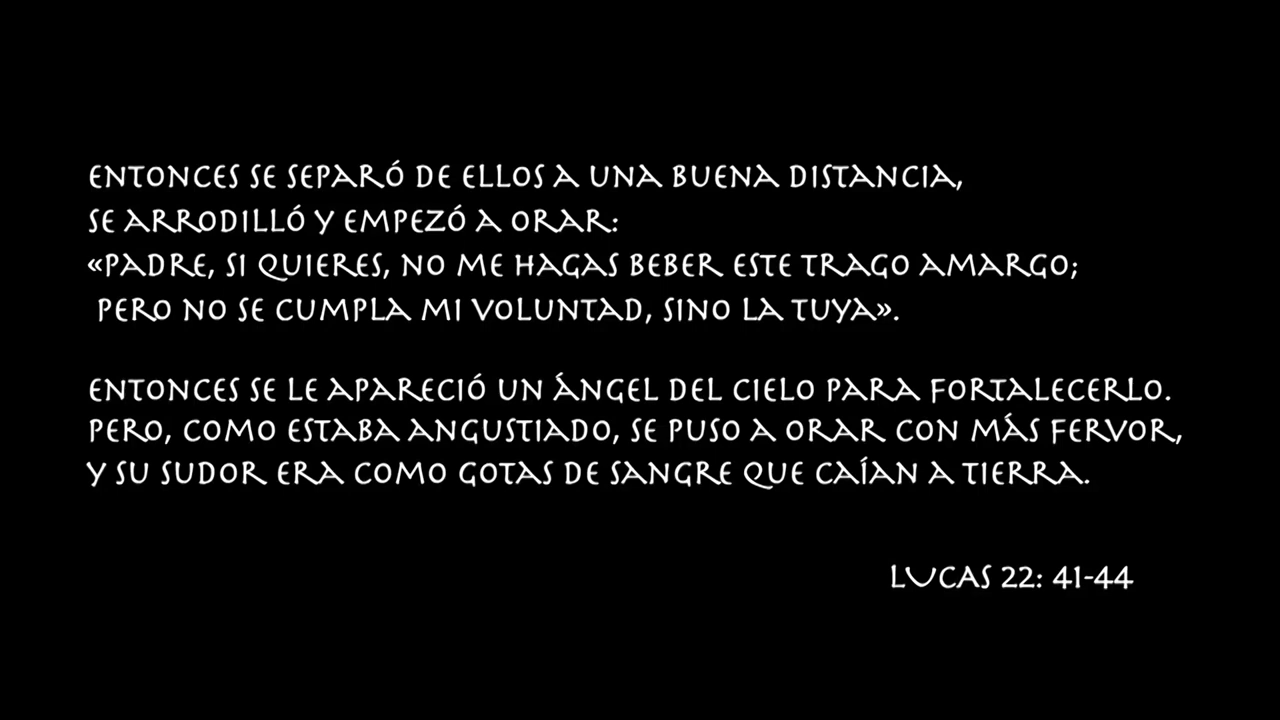 ENTONCES SE SEPARÓ DE ELLOS A UNA BUENA DISTANCIA,
SE ARRODILLÓ Y EMPEZÓ A ORAR:
«PADRE, SI QUIERES, NO ME HAGAS BEBER ESTE TRAGO AMARGO;
PERO NO SE CUMPLA MI VOLUNTAD, SINO LA TUYA».
ENTONCES SE LE APARECIÓ UN ÁNGEL DEL CIELO PARA FORTALECERLO.
PERO, COMO ESTABA ANGUSTIADO, SE PUSO A ORAR CON MÁS FERVOR,
Y SU SUDOR ERA COMO GOTAS DE SANGRE QUE CAÍAN A TIERRA.
LUCAS 22: 41-44